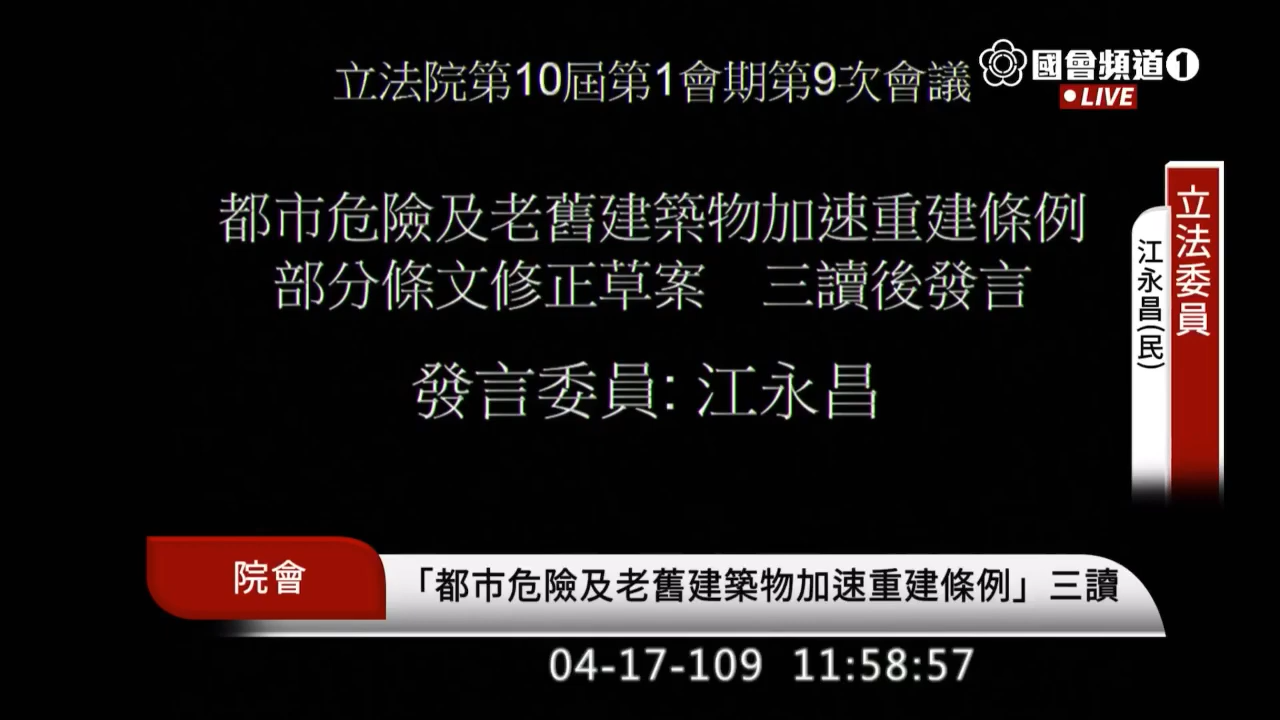 立法院第10屆第1會期第9次會議
國會頻道1
LIVE
都市危險及老舊建築物加速重建條例
部分條文修正草案　三讀後發言
發言委員: 江永昌
立法委員
江永昌(民)
院會
「都市危險及老舊建築物加速重建條例」三讀
04-17-109 11:58:57